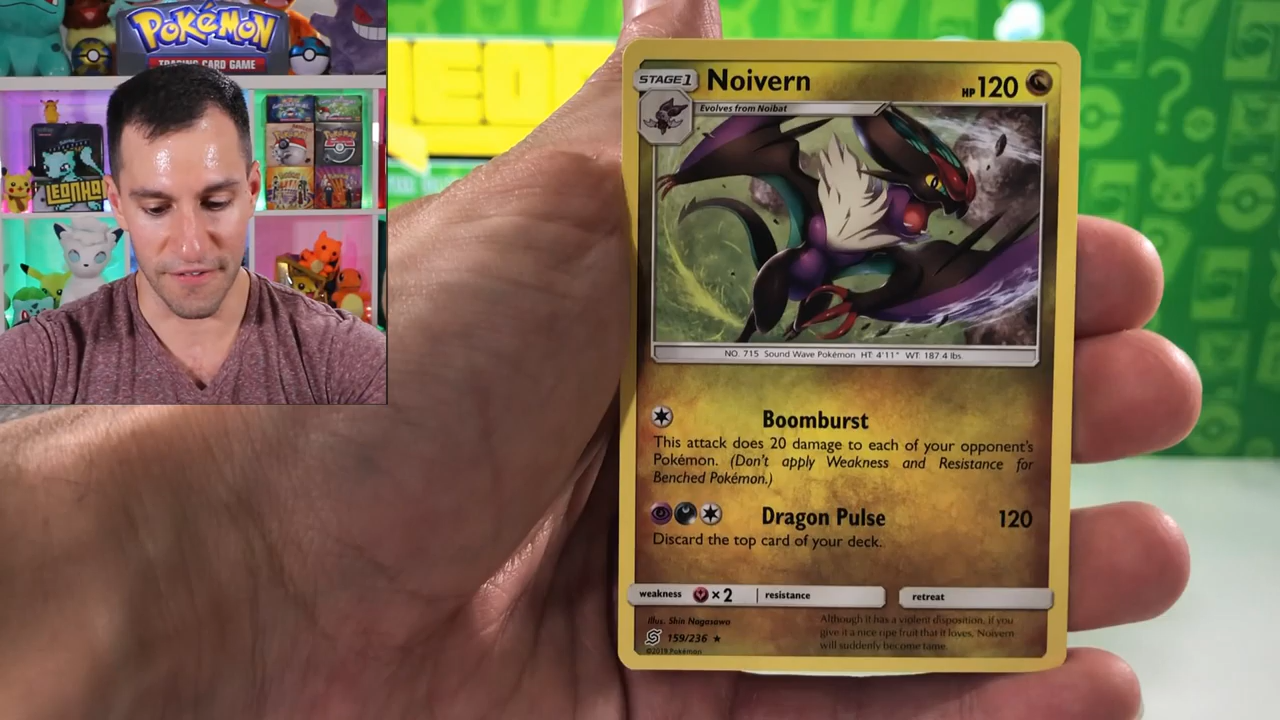 POKÉMON
TRADING CARD GAME
LEONHA
STAGE 1
Noivern
HP 120
Evolves from Noibat
NO. 715 Sound Wave Pokémon HT: 4'11" WT: 187.4 lbs.
Boomburst
This attack does 20 damage to each of your opponent's
Pokémon. (Don't apply Weakness and Resistance for
Benched Pokémon.)
Dragon Pulse 120
Discard the top card of your deck.
weakness ×2 resistance retreat
Illus. Shin Nagasawa
159/236
©2019 Pokémon
Although it has a violent disposition, if you
give it a nice ripe fruit that it loves, Noivern
will suddenly become tame.